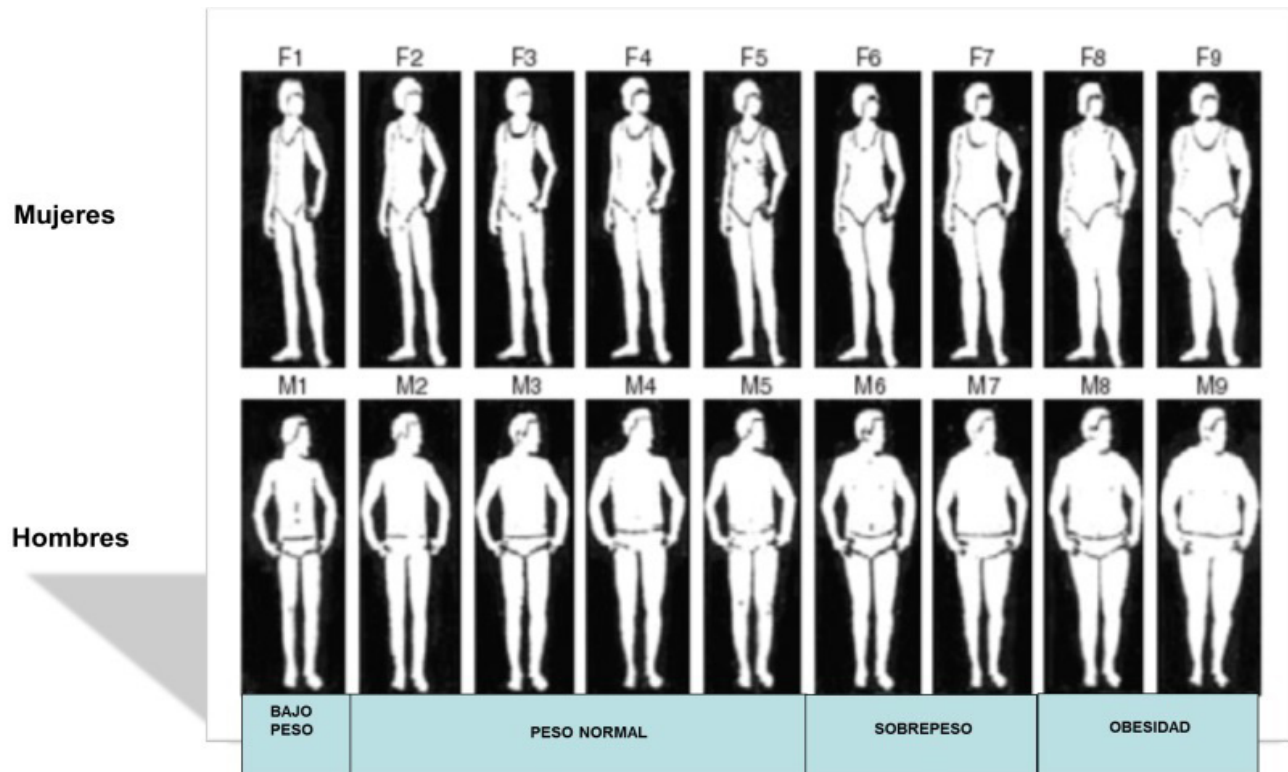 F1 F2 F3 F4 F5 F6 F7 F8 F9
Mujeres
M1 M2 M3 M4 M5 M6 M7 M8 M9
Hombres
BAJO
PESO
PESO NORMAL
SOBREPESO
OBESIDAD